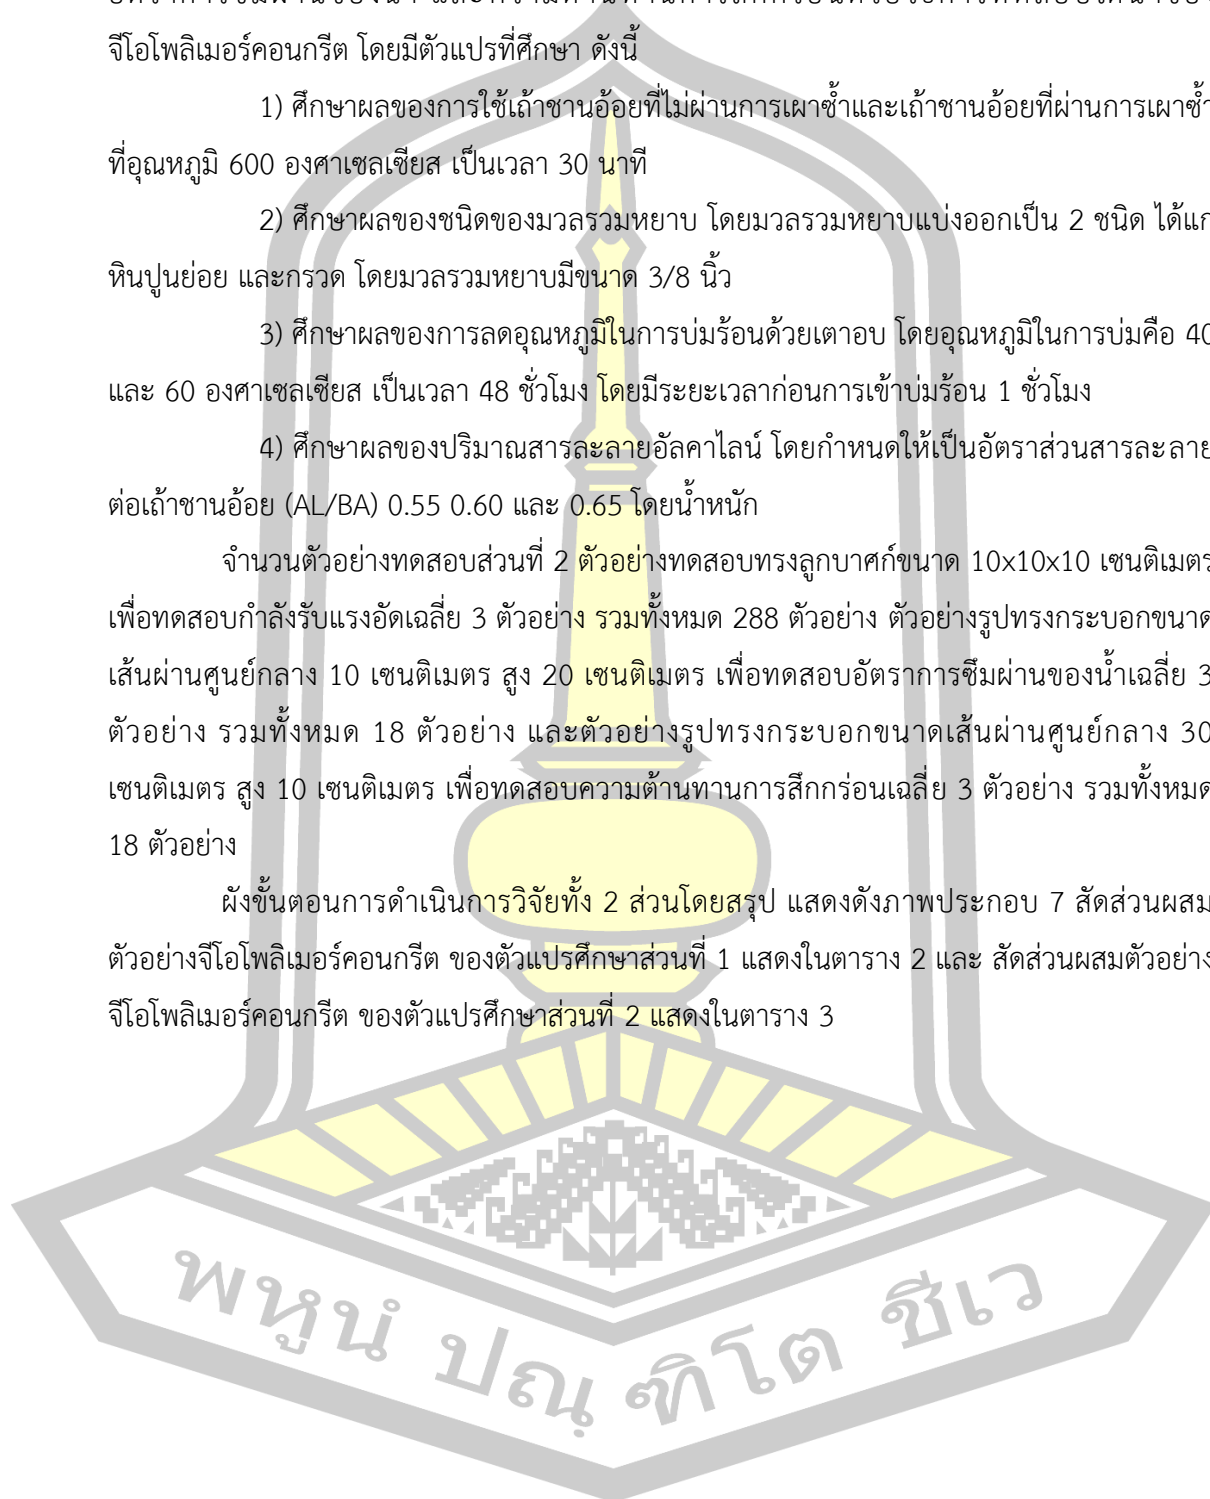 จีโอโพลิเมอร์คอนกรีต โดยมีตัวแปรที่ศึกษา ดังนี้
1) ศึกษาผลของการใช้เถ้าชานอ้อยที่ไม่ผ่านการเผาซ้ำและเถ้าชานอ้อยที่ผ่านการเผาซ้ำ
ที่อุณหภูมิ 600 องศาเซลเซียส เป็นเวลา 30 นาที
2) ศึกษาผลของชนิดของมวลรวมหยาบ โดยมวลรวมหยาบแบ่งออกเป็น 2 ชนิด ได้แก่
หินปูนย่อย และกรวด โดยมวลรวมหยาบมีขนาด 3/8 นิ้ว
3) ศึกษาผลของการลดอุณหภูมิในการบ่มร้อนด้วยเตาอบ โดยอุณหภูมิในการบ่มคือ 40
และ 60 องศาเซลเซียส เป็นเวลา 48 ชั่วโมง โดยมีระยะเวลาก่อนการเข้าบ่มร้อน 1 ชั่วโมง
4) ศึกษาผลของปริมาณสารละลายอัลคาไลน์ โดยกำหนดให้เป็นอัตราส่วนสารละลาย
ต่อเถ้าชานอ้อย (AL/BA) 0.55 0.60 และ 0.65 โดยน้ำหนัก
จำนวนตัวอย่างทดสอบส่วนที่ 2 ตัวอย่างทดสอบทรงลูกบาศก์ขนาด 10x10x10 เซนติเมตร
เพื่อทดสอบกำลังรับแรงอัดเฉลี่ย 3 ตัวอย่าง รวมทั้งหมด 288 ตัวอย่าง ตัวอย่างรูปทรงกระบอกขนาด
เส้นผ่านศูนย์กลาง 10 เซนติเมตร สูง 20 เซนติเมตร เพื่อทดสอบอัตราการซึมผ่านของน้ำเฉลี่ย 3
ตัวอย่าง รวมทั้งหมด 18 ตัวอย่าง และตัวอย่างรูปทรงกระบอกขนาดเส้นผ่านศูนย์กลาง 30
เซนติเมตร สูง 10 เซนติเมตร เพื่อทดสอบความต้านทานการสึกกร่อนเฉลี่ย 3 ตัวอย่าง รวมทั้งหมด
18 ตัวอย่าง
ผังขั้นตอนการดำเนินการวิจัยทั้ง 2 ส่วนโดยสรุป แสดงดังภาพประกอบ 7 สัดส่วนผสม
ตัวอย่างจีโอโพลิเมอร์คอนกรีต ของตัวแปรศึกษาส่วนที่ 1 แสดงในตาราง 2 และ สัดส่วนผสมตัวอย่าง
จีโอโพลิเมอร์คอนกรีต ของตัวแปรศึกษาส่วนที่ 2 แสดงในตาราง 3
พหูนํ ปณฺฑิโต ชีเว